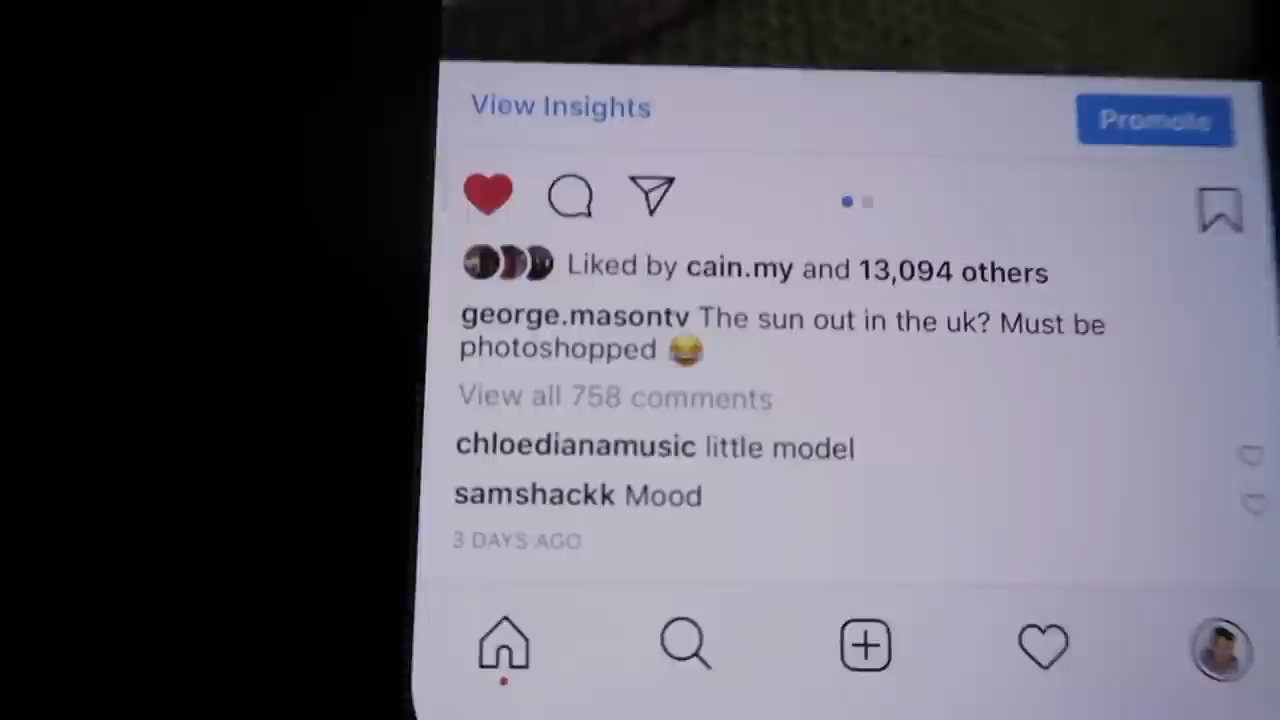 View Insights
Promote
Liked by cain.my and 13,094 others
george.masontv The sun out in the uk? Must be
photoshopped 😂
View all 758 comments
chloedianamusic little model
samshackk Mood
3 DAYS AGO